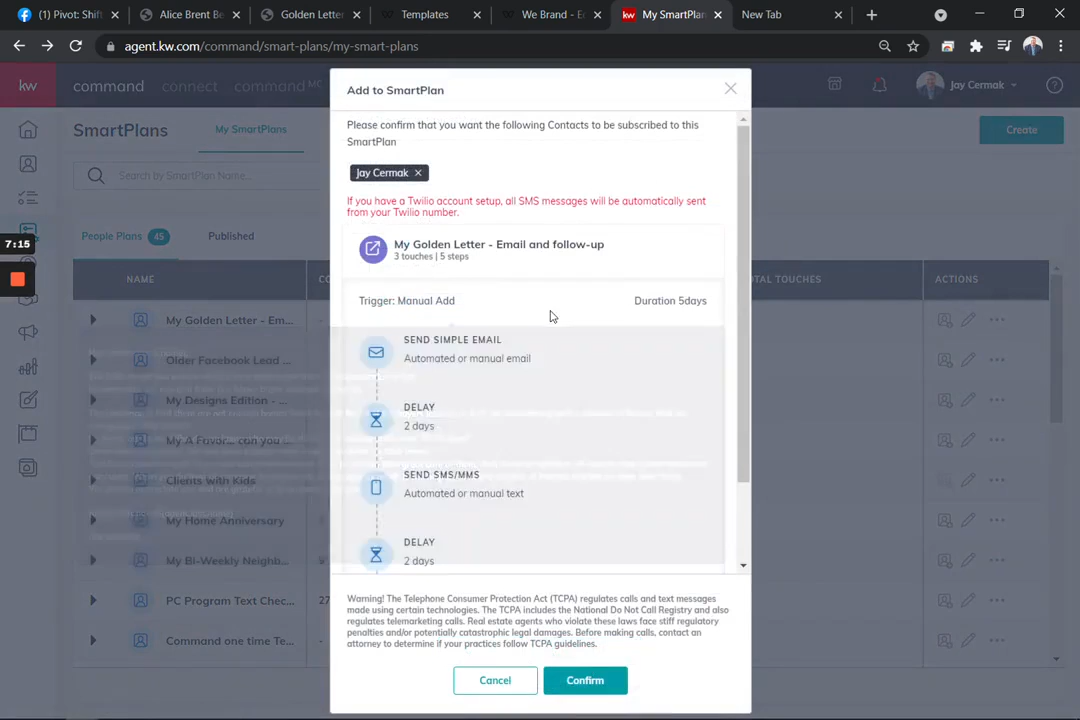 (1) Pivot: Shift
Alice Brent Be
Golden Letter
Templates
We Brand - E
My SmartPlan
New Tab
agent.kw.com/command/smart-plans/my-smart-plans
kw
command
connect
command MC
Jay Cermak
SmartPlans
My SmartPlans
Create
Search by SmartPlan Name...
People Plans 45
Published
7:15
NAME
CO
TAL TOUCHES
ACTIONS
My Golden Letter - Em...
Older Facebook Lead ...
My Designs Edition - ...
My A Favor... can you ...
Clients with Kids
My Home Anniversary
My Bi-Weekly Neighb...
PC Program Text Chec...
27
Command one time Te...
Add to SmartPlan
Please confirm that you want the following Contacts to be subscribed to this
SmartPlan
Jay Cermak
If you have a Twilio account setup, all SMS messages will be automatically sent
from your Twilio number.
My Golden Letter - Email and follow-up
3 touches | 5 steps
Trigger: Manual Add
Duration 5days
SEND SIMPLE EMAIL
Automated or manual email
DELAY
2 days
SEND SMS/MMS
Automated or manual text
DELAY
2 days
Warning! The Telephone Consumer Protection Act (TCPA) regulates calls and text messages
made using certain technologies. The TCPA includes the National Do Not Call Registry and also
regulates telemarketing calls. Real estate agents who violate these laws face stiff regulatory
penalties and/or potentially catastrophic legal damages. Before making calls, contact an
attorney to determine if your practices follow TCPA guidelines.
Cancel
Confirm